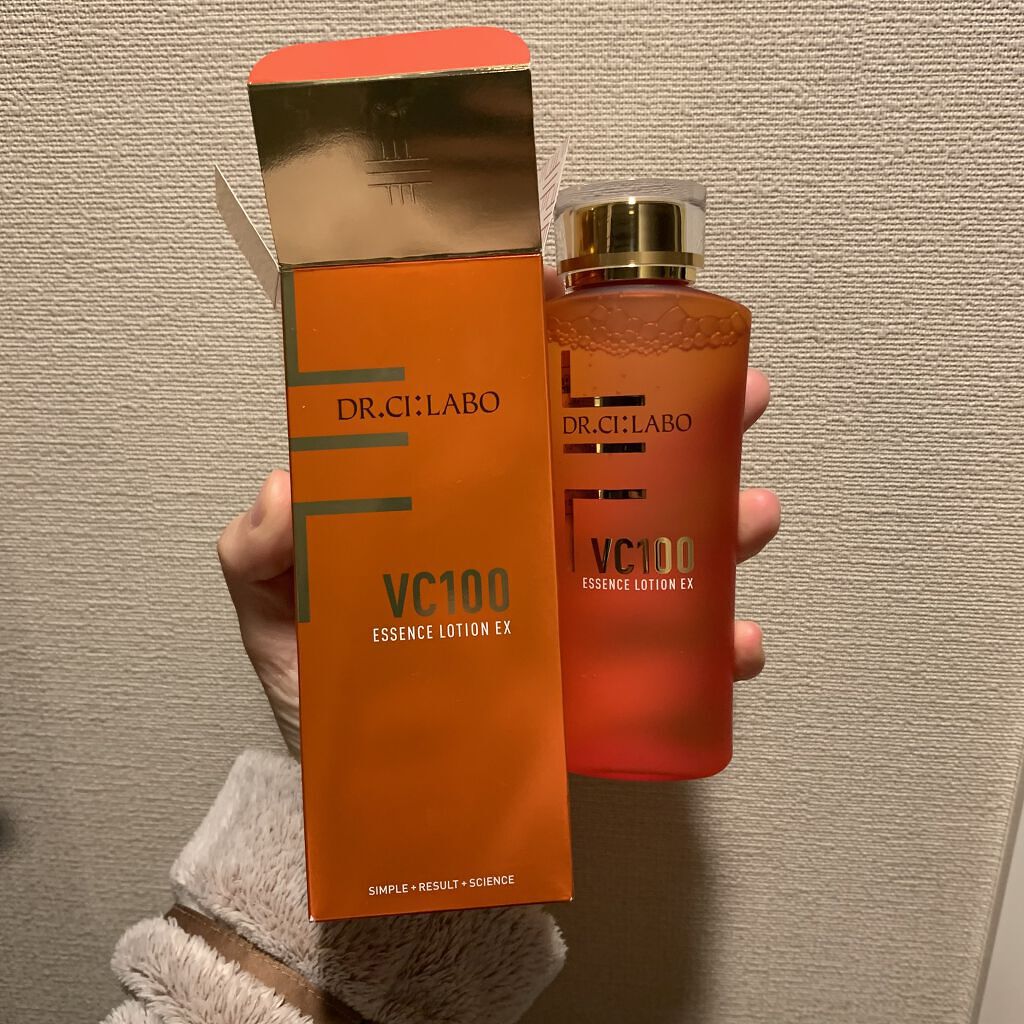 DR.CI:LABO
VC100
ESSENCE LOTION EX
SIMPLE+RESULT+SCIENCE
DR.CI:LABO
VC100
ESSENCE LOTION EX